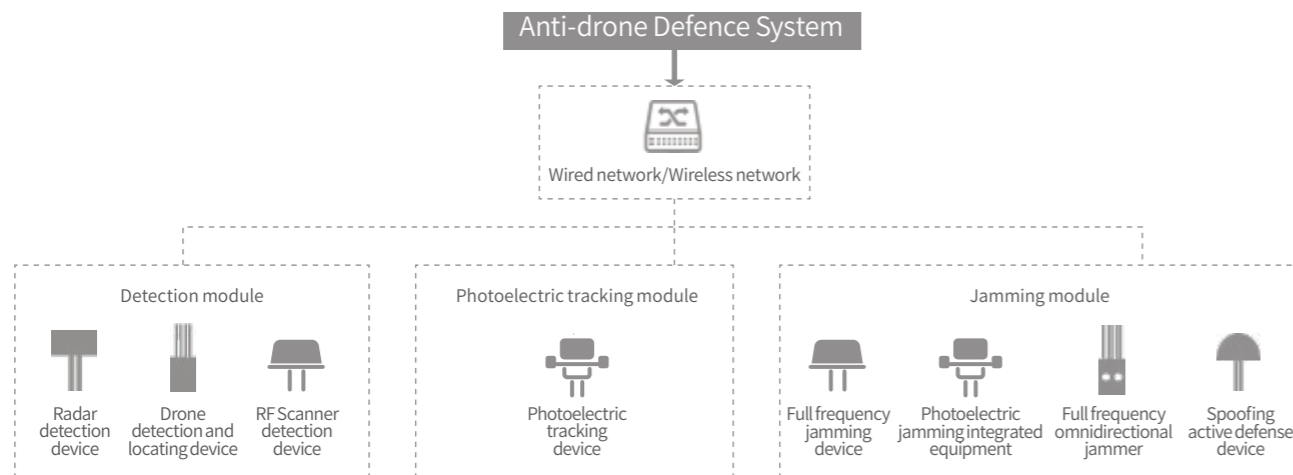 Anti-drone Defence System
Wired network/Wireless network
Detection module
Radar
detection
device
Drone
detection and
locating device
RF Scanner
detection
device
Photoelectric tracking module
Photoelectric
tracking
device
Jamming module
Full frequency
jamming
device
Photoelectric
jamming integrated
equipment
Full frequency
omnidirectional
jammer
Spoofing
active defense
device